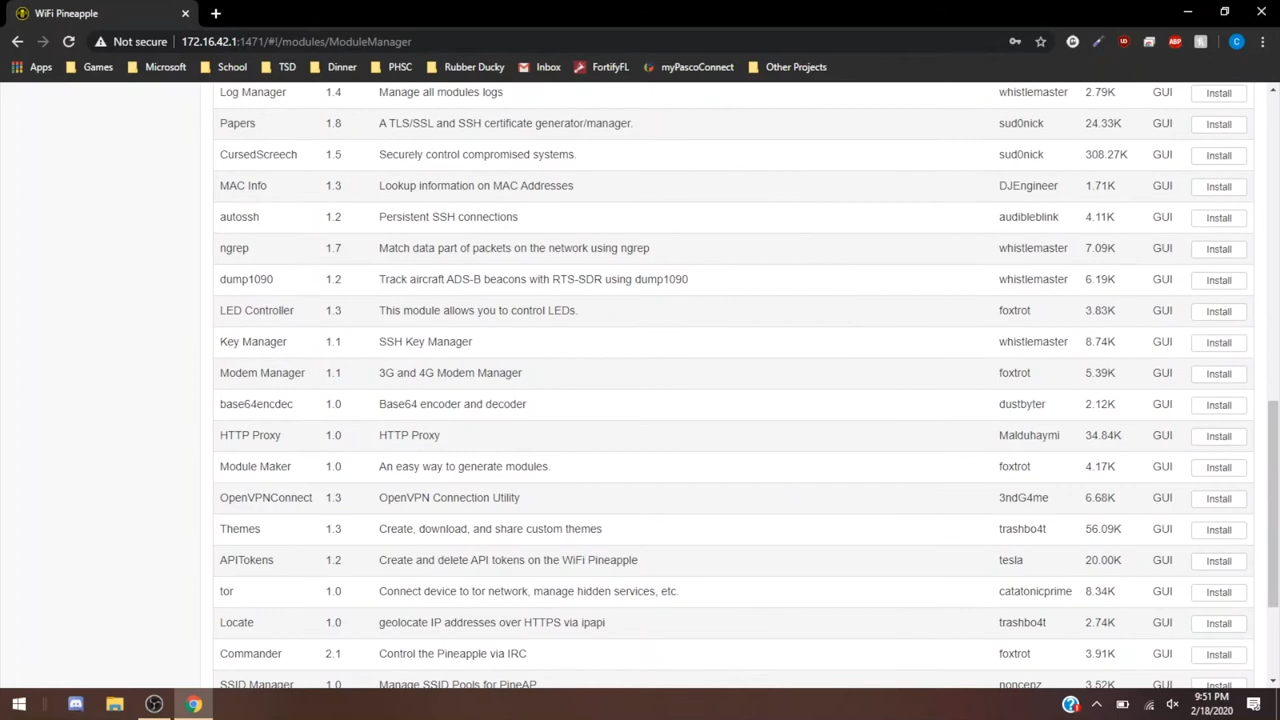 WiFi Pineapple
Not secure 172.16.42.1:1471/#!/modules/ModuleManager
Apps Games Microsoft School TSD Dinner PHSC Rubber Ducky Inbox FortifyFL myPascoConnect Other Projects
Log Manager 1.4 Manage all modules logs whistlemaster 2.79K GUI Install
Papers 1.8 A TLS/SSL and SSH certificate generator/manager. sud0nick 24.33K GUI Install
CursedScreech 1.5 Securely control compromised systems. sud0nick 308.27K GUI Install
MAC Info 1.3 Lookup information on MAC Addresses DJEngineer 1.71K GUI Install
autossh 1.2 Persistent SSH connections audibleblink 4.11K GUI Install
ngrep 1.7 Match data part of packets on the network using ngrep whistlemaster 7.09K GUI Install
dump1090 1.2 Track aircraft ADS-B beacons with RTS-SDR using dump1090 whistlemaster 6.19K GUI Install
LED Controller 1.3 This module allows you to control LEDs. foxtrot 3.83K GUI Install
Key Manager 1.1 SSH Key Manager whistlemaster 8.74K GUI Install
Modem Manager 1.1 3G and 4G Modem Manager foxtrot 5.39K GUI Install
base64encdec 1.0 Base64 encoder and decoder dustbyter 2.12K GUI Install
HTTP Proxy 1.0 HTTP Proxy Malduhaymi 34.84K GUI Install
Module Maker 1.0 An easy way to generate modules. foxtrot 4.17K GUI Install
OpenVPNConnect 1.3 OpenVPN Connection Utility 3ndG4me 6.68K GUI Install
Themes 1.3 Create, download, and share custom themes trashbo4t 56.09K GUI Install
APITokens 1.2 Create and delete API tokens on the WiFi Pineapple tesla 20.00K GUI Install
tor 1.0 Connect device to tor network, manage hidden services, etc. catatonicprime 8.34K GUI Install
Locate 1.0 geolocate IP addresses over HTTPS via ipapi trashbo4t 2.74K GUI Install
Commander 2.1 Control the Pineapple via IRC foxtrot 3.91K GUI Install
SSID Manager 1.0 Manage SSID Pools for PineAP noncenz 3.52K GUI Install
9:51 PM
2/18/2020